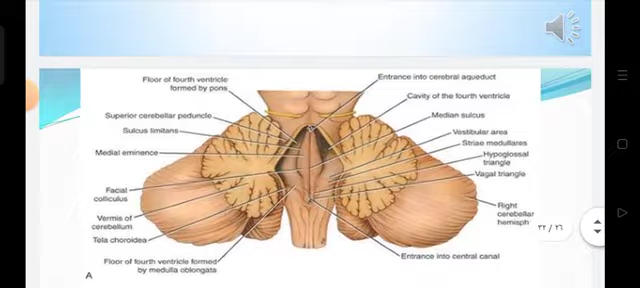 Floor of fourth ventricle
formed by pons
Superior cerebellar peduncle
Sulcus limitans
Medial eminence
Facial
colliculus
Vermis of
cerebellum
Tela choroidea
Floor of fourth ventricle formed
by medulla oblongata
A
Entrance into cerebral aqueduct
Cavity of the fourth ventricle
Median sulcus
Vestibular area
Striae medullares
Hypoglossal
triangle
Vagal triangle
Right
cerebellar
hemisph
Entrance into central canal
٣٢ / ٢٦